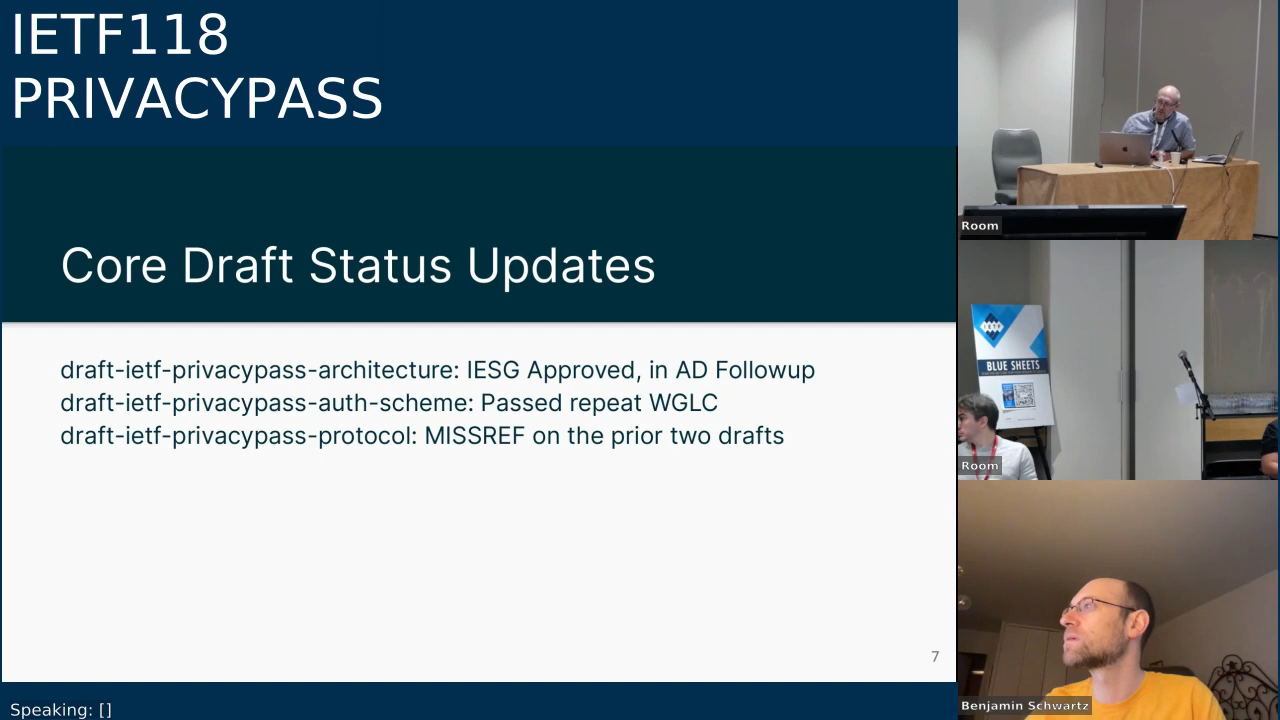 IETF118
PRIVACYPASS
Core Draft Status Updates
draft-ietf-privacypass-architecture: IESG Approved, in AD Followup
draft-ietf-privacypass-auth-scheme: Passed repeat WGLC
draft-ietf-privacypass-protocol: MISSREF on the prior two drafts
7
Speaking: []
Room
IETF
BLUE SHEETS
Room
Benjamin Schwartz